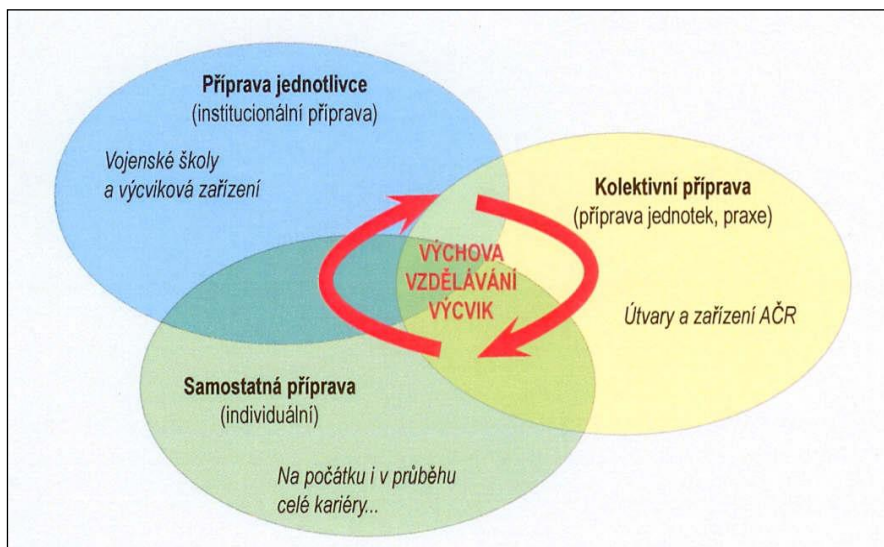 Příprava jednotlivce
(institucionální příprava)
Vojenské školy
a výcviková zařízení
Kolektivní příprava
(příprava jednotek, praxe)
VÝCHOVA
VZDĚLÁVÁNÍ
VÝCVIK
Útvary a zařízení AČR
Samostatná příprava
(individuální)
Na počátku i v průběhu
celé kariéry...